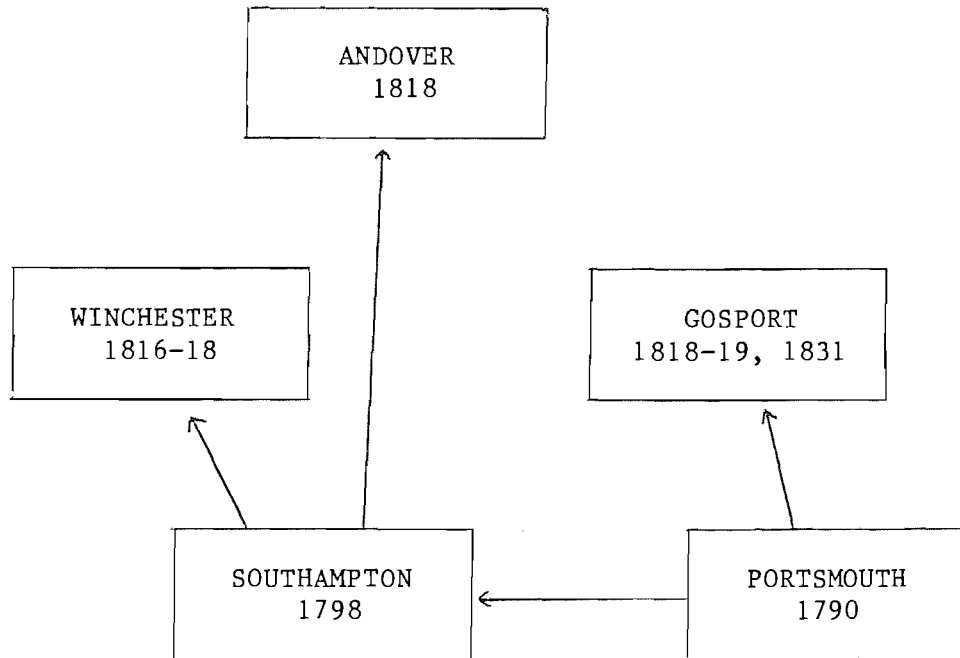 ANDOVER
1818
WINCHESTER
1816-18
GOSPORT
1818-19, 1831
SOUTHAMPTON
1798
PORTSMOUTH
1790